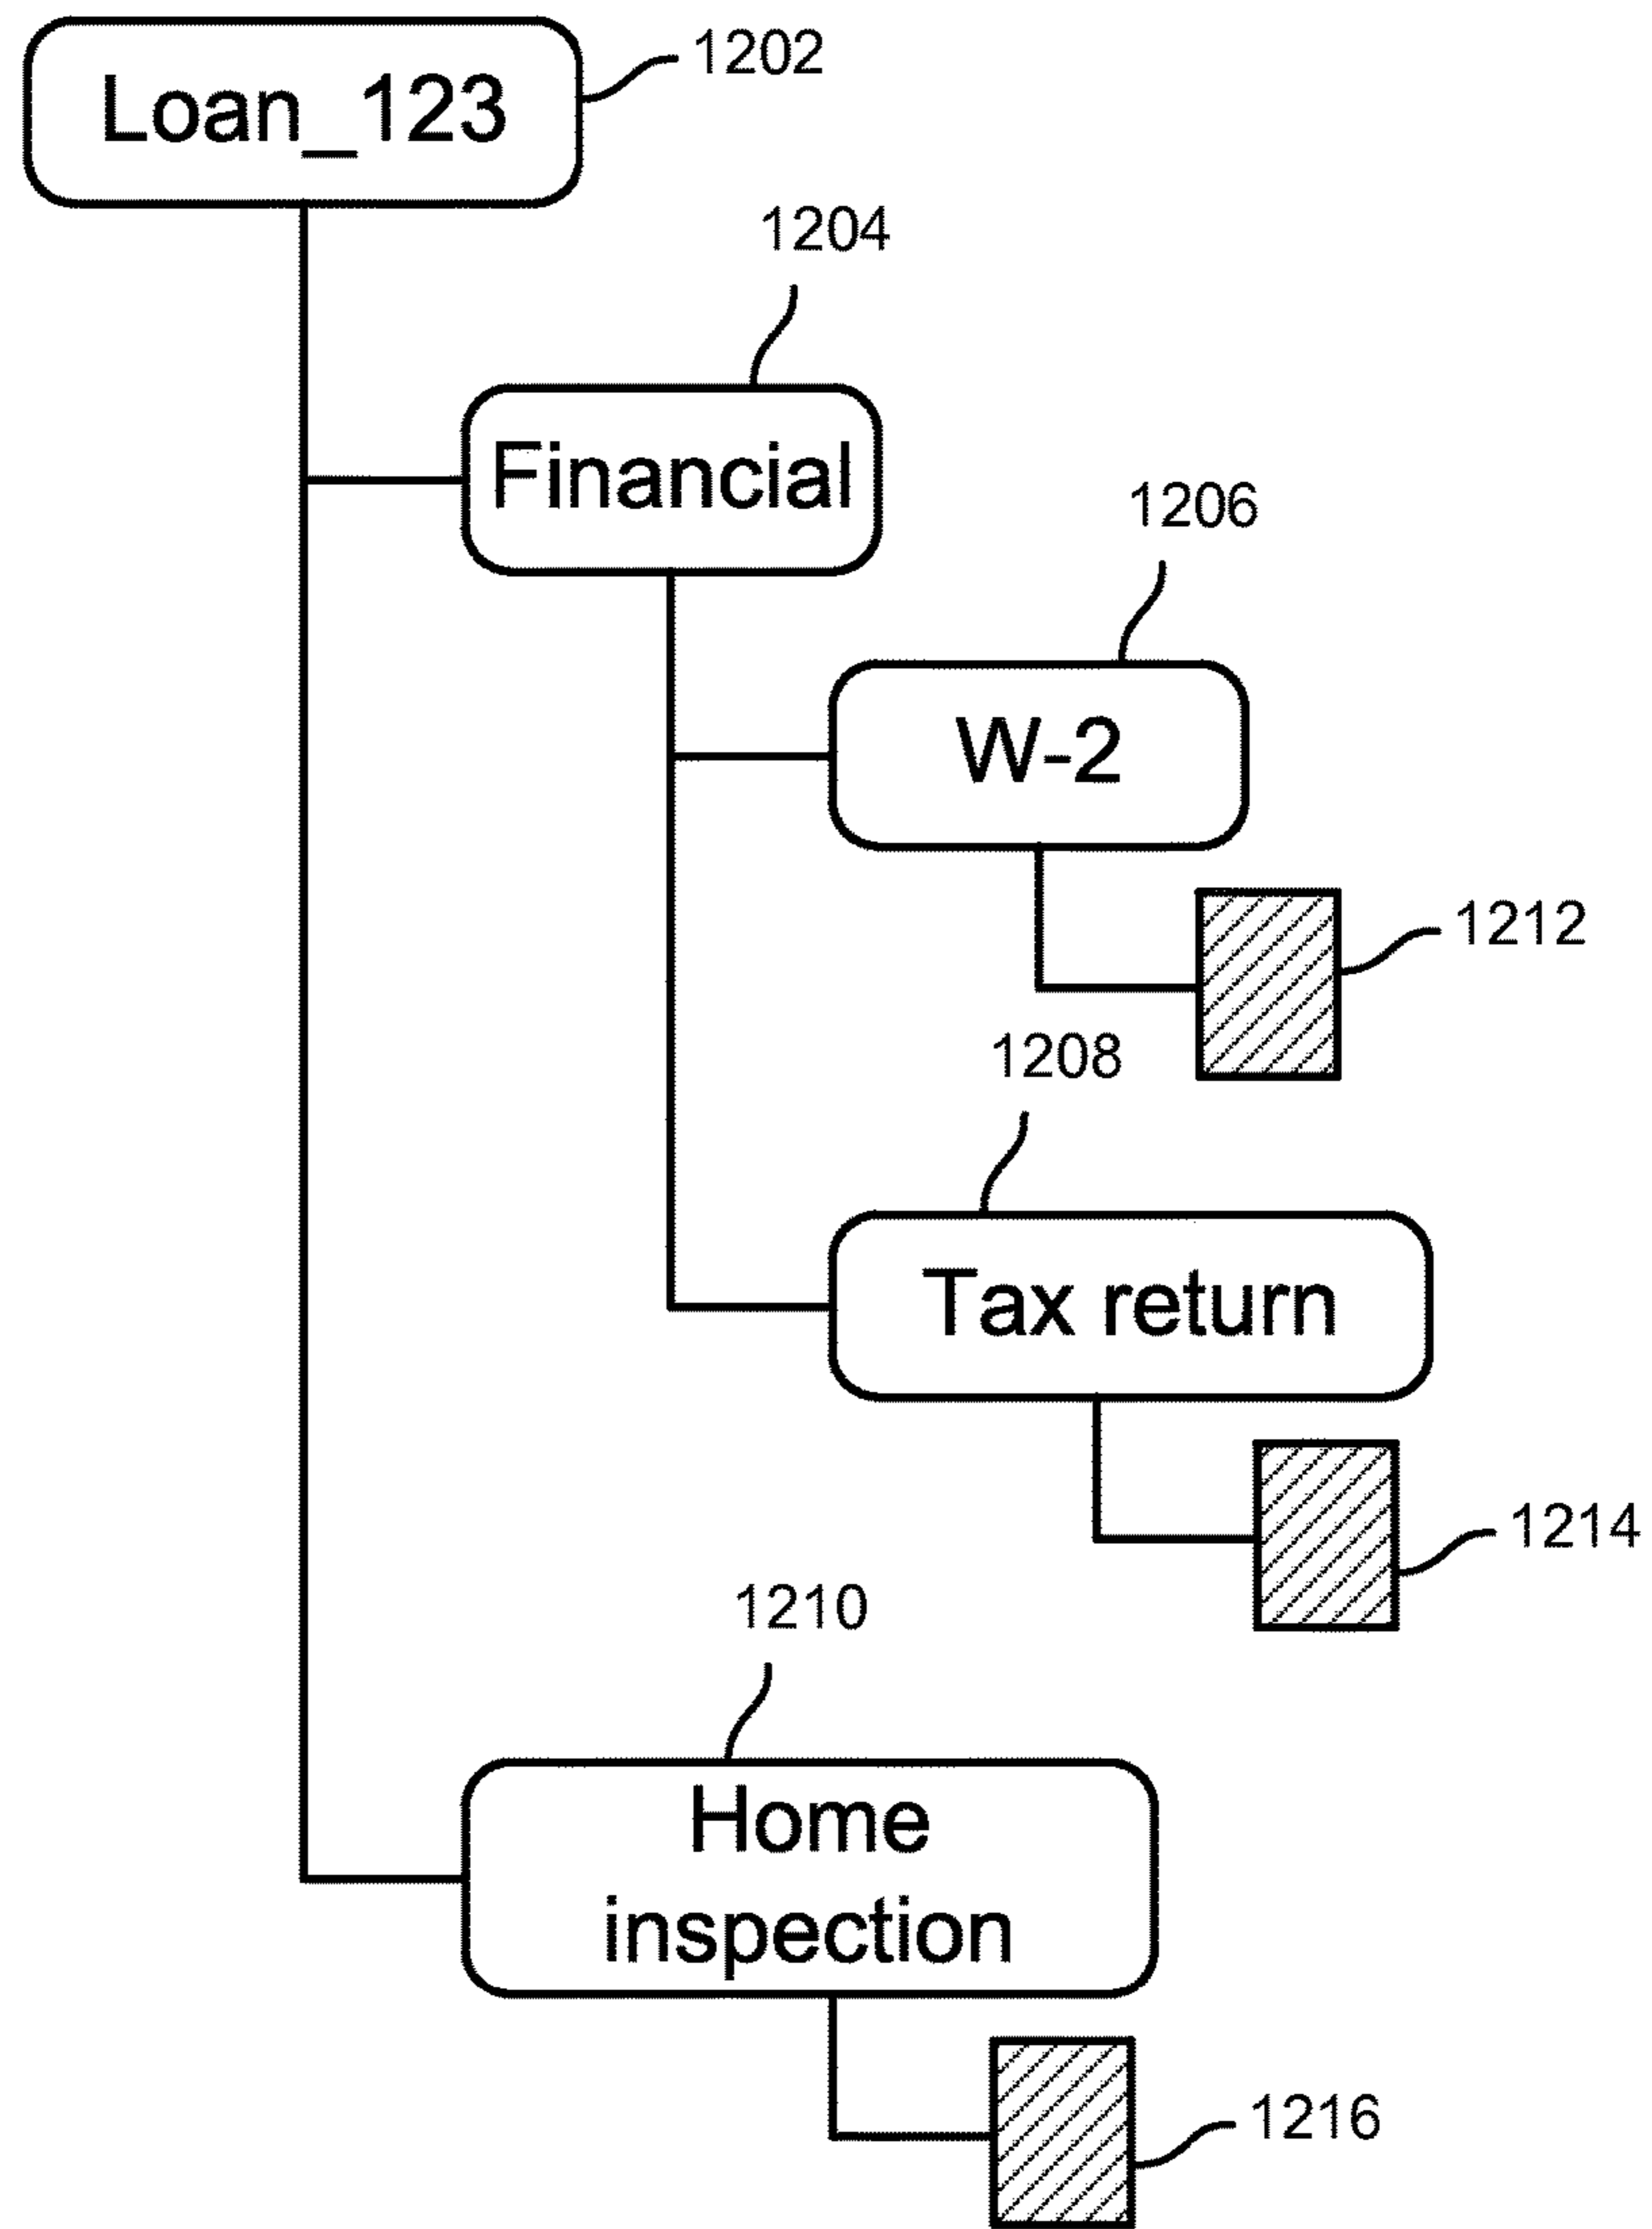 Loan_123
1202
1204
Financial
1206
W-2
1212
1208
Tax return
1214
1210
Home
inspection
1216